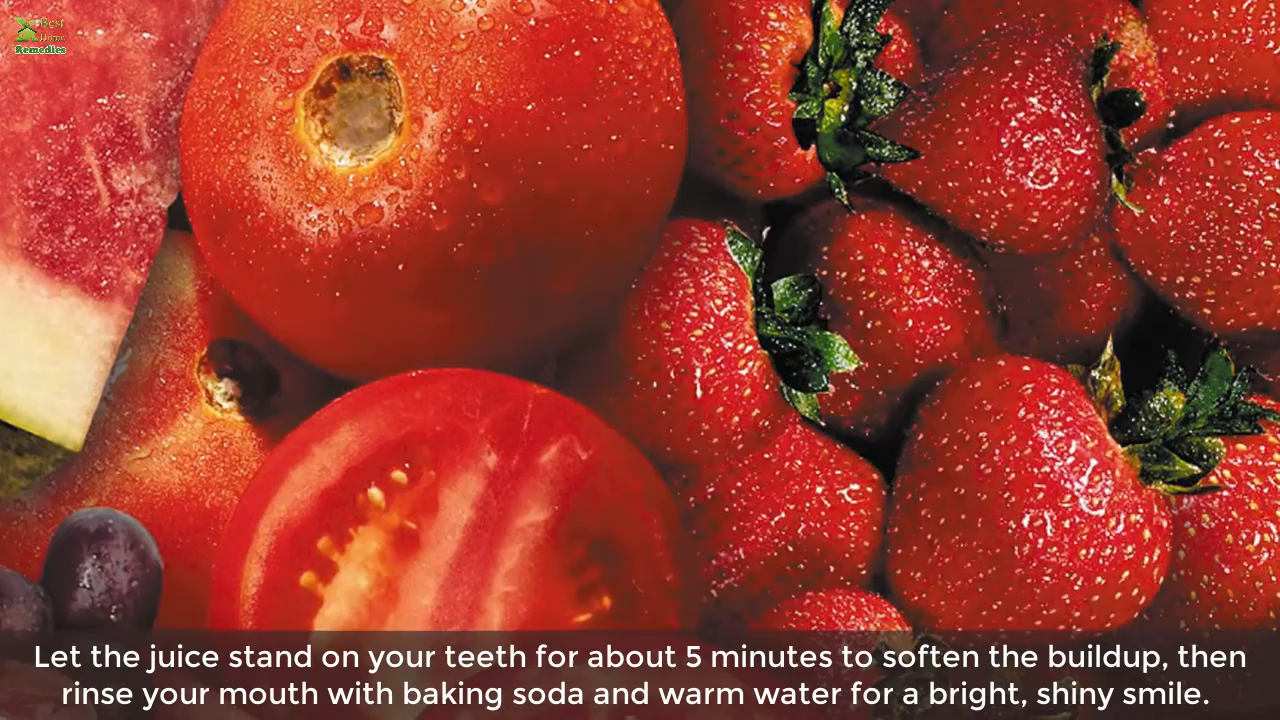 Best
Home
Remedies
Let the juice stand on your teeth for about 5 minutes to soften the buildup, then
rinse your mouth with baking soda and warm water for a bright, shiny smile.